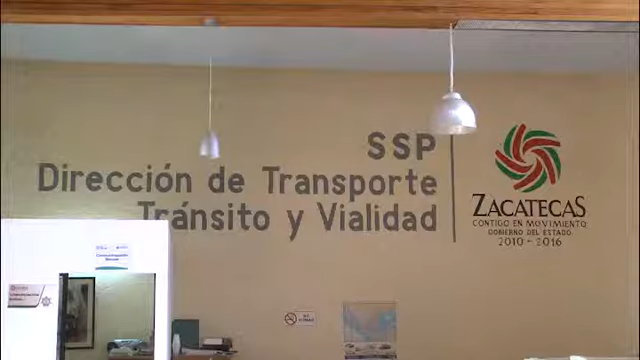 SSP
Dirección de Transporte
Tránsito y Vialidad
ZACATECAS
CONTIGO EN MOVIMIENTO
GOBIERNO DEL ESTADO
2010 - 2016